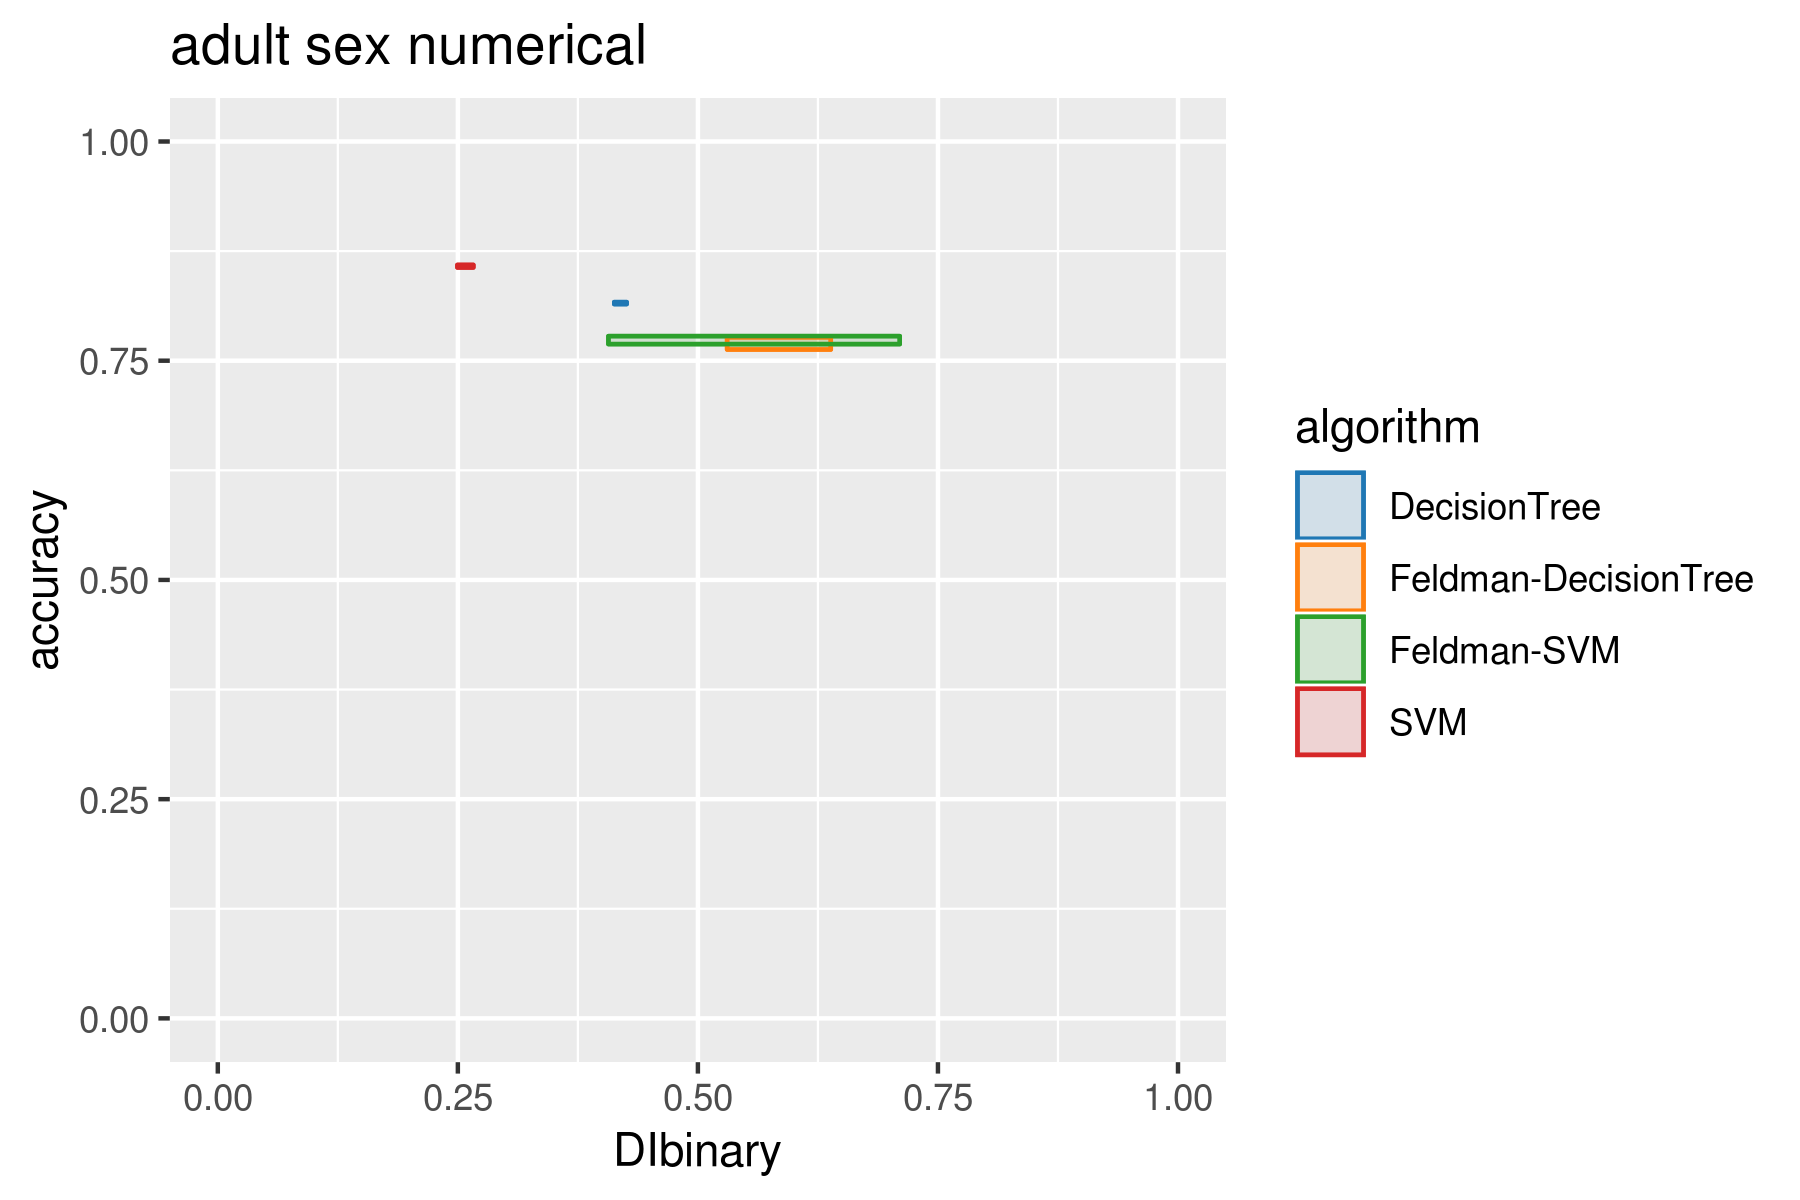 adult sex numerical
1.00
0.75
0.50
0.25
0.00
accuracy
0.00 0.25 0.50 0.75 1.00
DIbinary
algorithm
DecisionTree
Feldman-DecisionTree
Feldman-SVM
SVM